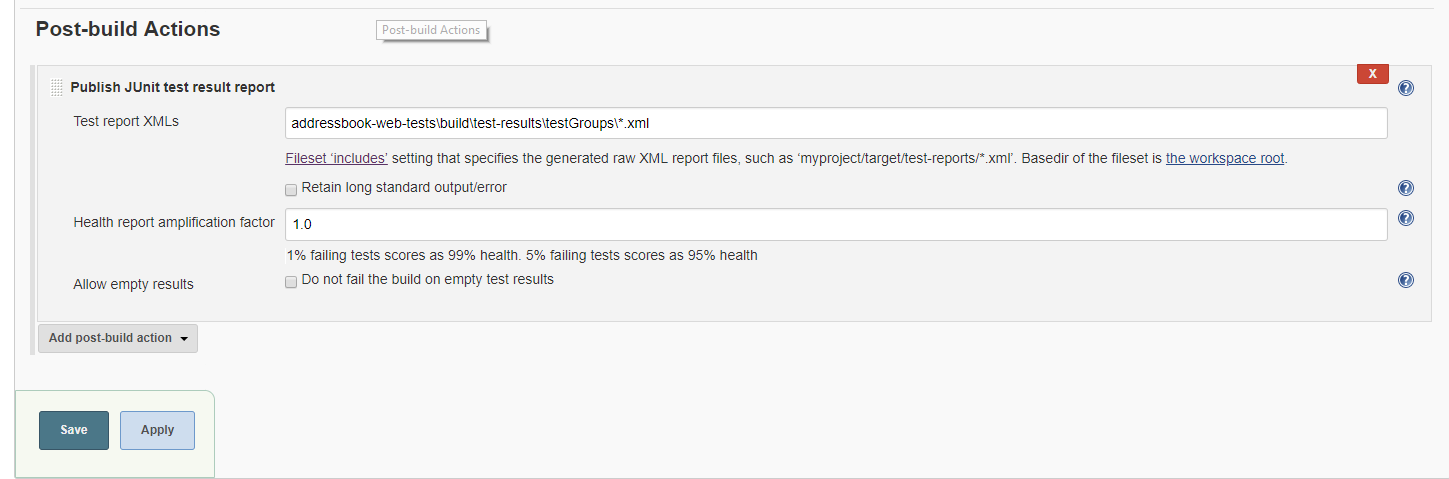 Post-build Actions
Post-build Actions
X
Publish JUnit test result report
Test report XMLs
addressbook-web-tests\build\test-results\testGroups\*.xml
Fileset ‘includes’ setting that specifies the generated raw XML report files, such as ‘myproject/target/test-reports/*.xml’. Basedir of the fileset is the workspace root.
Retain long standard output/error
Health report amplification factor
1.0
1% failing tests scores as 99% health. 5% failing tests scores as 95% health
Allow empty results
Do not fail the build on empty test results
Add post-build action
Save
Apply